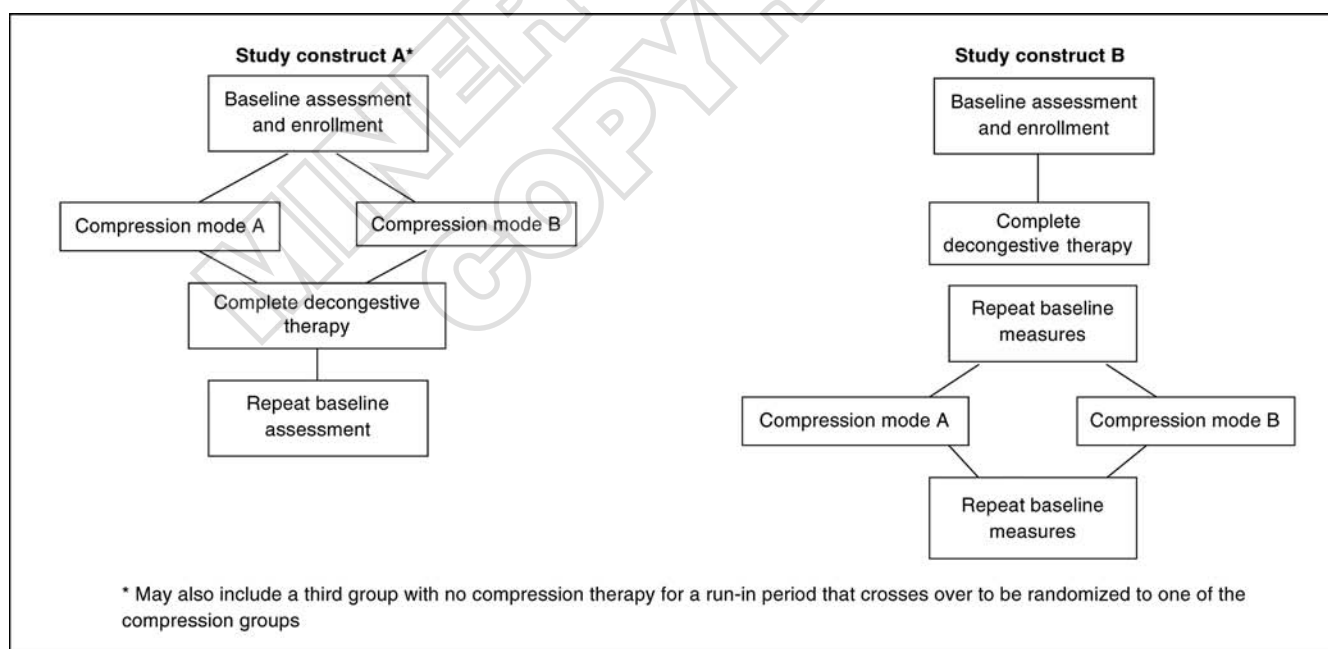 Study construct A*
Baseline assessment
and enrollment
Compression mode A
Compression mode B
Complete decongestive
therapy
Repeat baseline
assessment
Study construct B
Baseline assessment
and enrollment
Complete
decongestive therapy
Repeat baseline
measures
Compression mode A
Compression mode B
Repeat baseline
measures
* May also include a third group with no compression therapy for a run-in period that crosses over to be randomized to one of the
compression groups